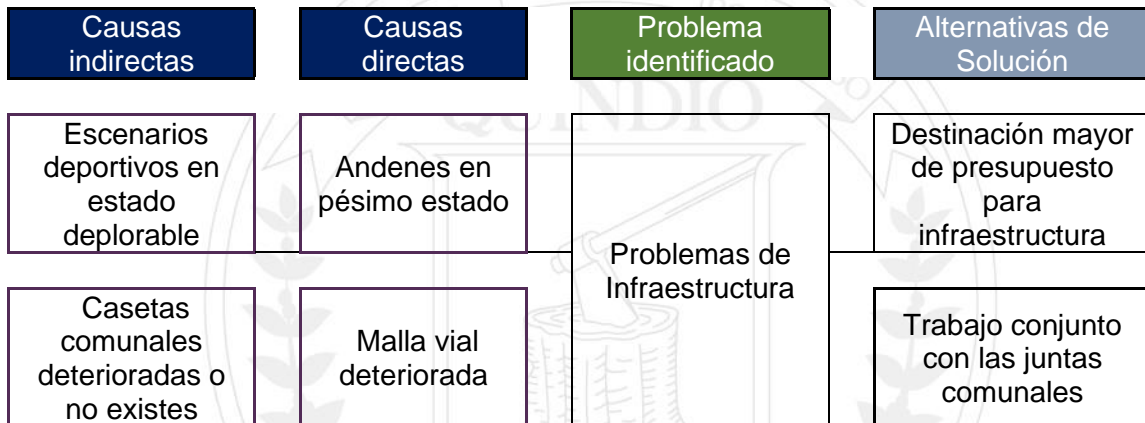 Causas
indirectas
Causas
directas
Problema
identificado
Alternativas de
Solución
QUINDIO
Escenarios
deportivos en
estado
deplorable
Andenes en
pésimo estado
Problemas de
Infraestructura
Destinación mayor
de presupuesto
para
infraestructura
Casetas
comunales
deterioradas o
no existes
Malla vial
deteriorada
Trabajo conjunto
con las juntas
comunales